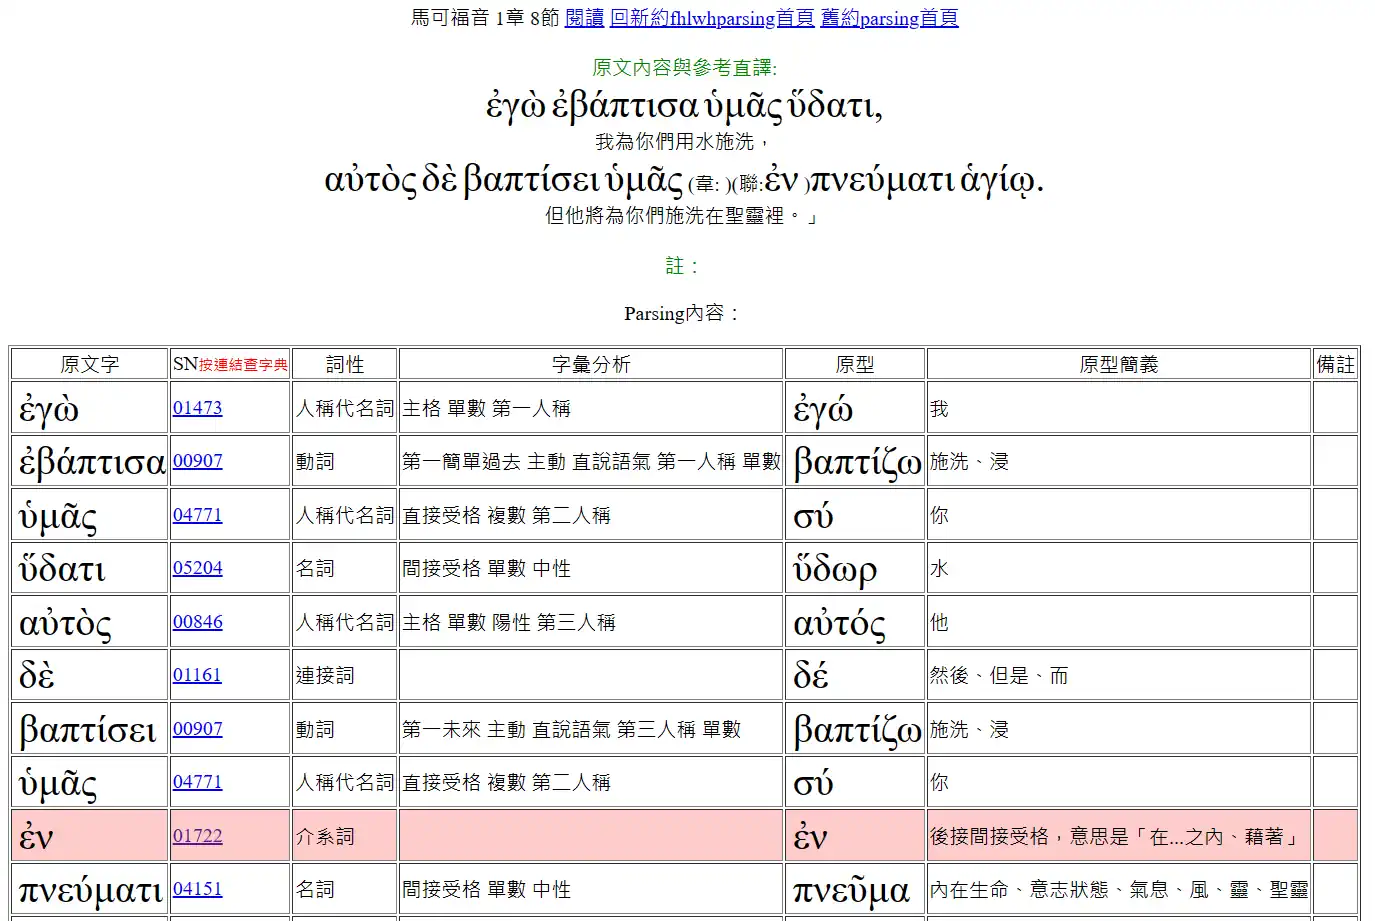 馬可福音 1章 8節 閱讀 回新約fhlwhparsing首頁 舊約parsing首頁
原文內容與參考直譯:
ἐγὼ ἐβάπτισα ὑμᾶς ὕδατι,
我為你們用水施洗，
αὐτὸς δὲ βαπτίσει ὑμᾶς (韋: )(聯:ἐν )πνεύματι ἁγίῳ.
但他將為你們施洗在聖靈裡。」
註：
Parsing內容：
原文字 SN按連結查字典 詞性 字彙分析 原型 原型簡義 備註
ἐγὼ 01473 人稱代名詞 主格 單數 第一人稱 ἐγώ 我
ἐβάπτισα 00907 動詞 第一簡單過去 主動 直說語氣 第一人稱 單數 βαπτίζω 施洗、浸
ὑμᾶς 04771 人稱代名詞 直接受格 複數 第二人稱 σύ 你
ὕδατι 05204 名詞 間接受格 單數 中性 ὕδωρ 水
αὐτὸς 00846 人稱代名詞 主格 單數 陽性 第三人稱 αὐτός 他
δὲ 01161 連接詞 δέ 然後、但是、而
βαπτίσει 00907 動詞 第一未來 主動 直說語氣 第三人稱 單數 βαπτίζω 施洗、浸
ὑμᾶς 04771 人稱代名詞 直接受格 複數 第二人稱 σύ 你
ἐν 01722 介系詞 ἐν 後接間接受格，意思是「在...之內、藉著」
πνεύματι 04151 名詞 間接受格 單數 中性 πνεῦμα 內在生命、意志狀態、氣息、風、靈、聖靈